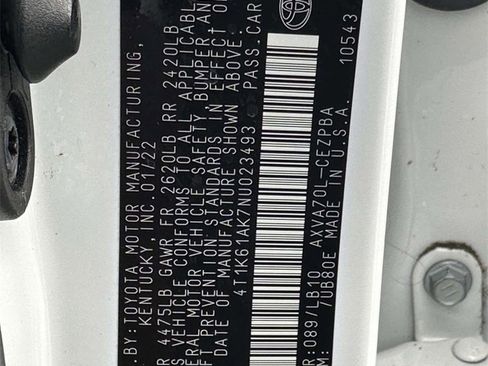 . BY: TOYOTA MOTOR MANUFACTURING,
KENTUCKY, INC. 01/22
4475LB GAWR FR 2620LB RR 2420LB
S VEHICLE CONFORMS TO ALL APPLICABL
ERAL MOTOR VEHICLE SAFETY, BUMPER AN
FT PREVENTION STANDARDS IN EFFECT O
DATE OF MANUFACTURE SHOWN ABOVE.
4T1K61AK7NU023493 PASS.CAR
R: 089/LB10 AXVA70L-CEZPBA
M: 7UB80E MADE IN U.S.A. 10543